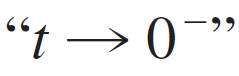 “t → 0⁻”